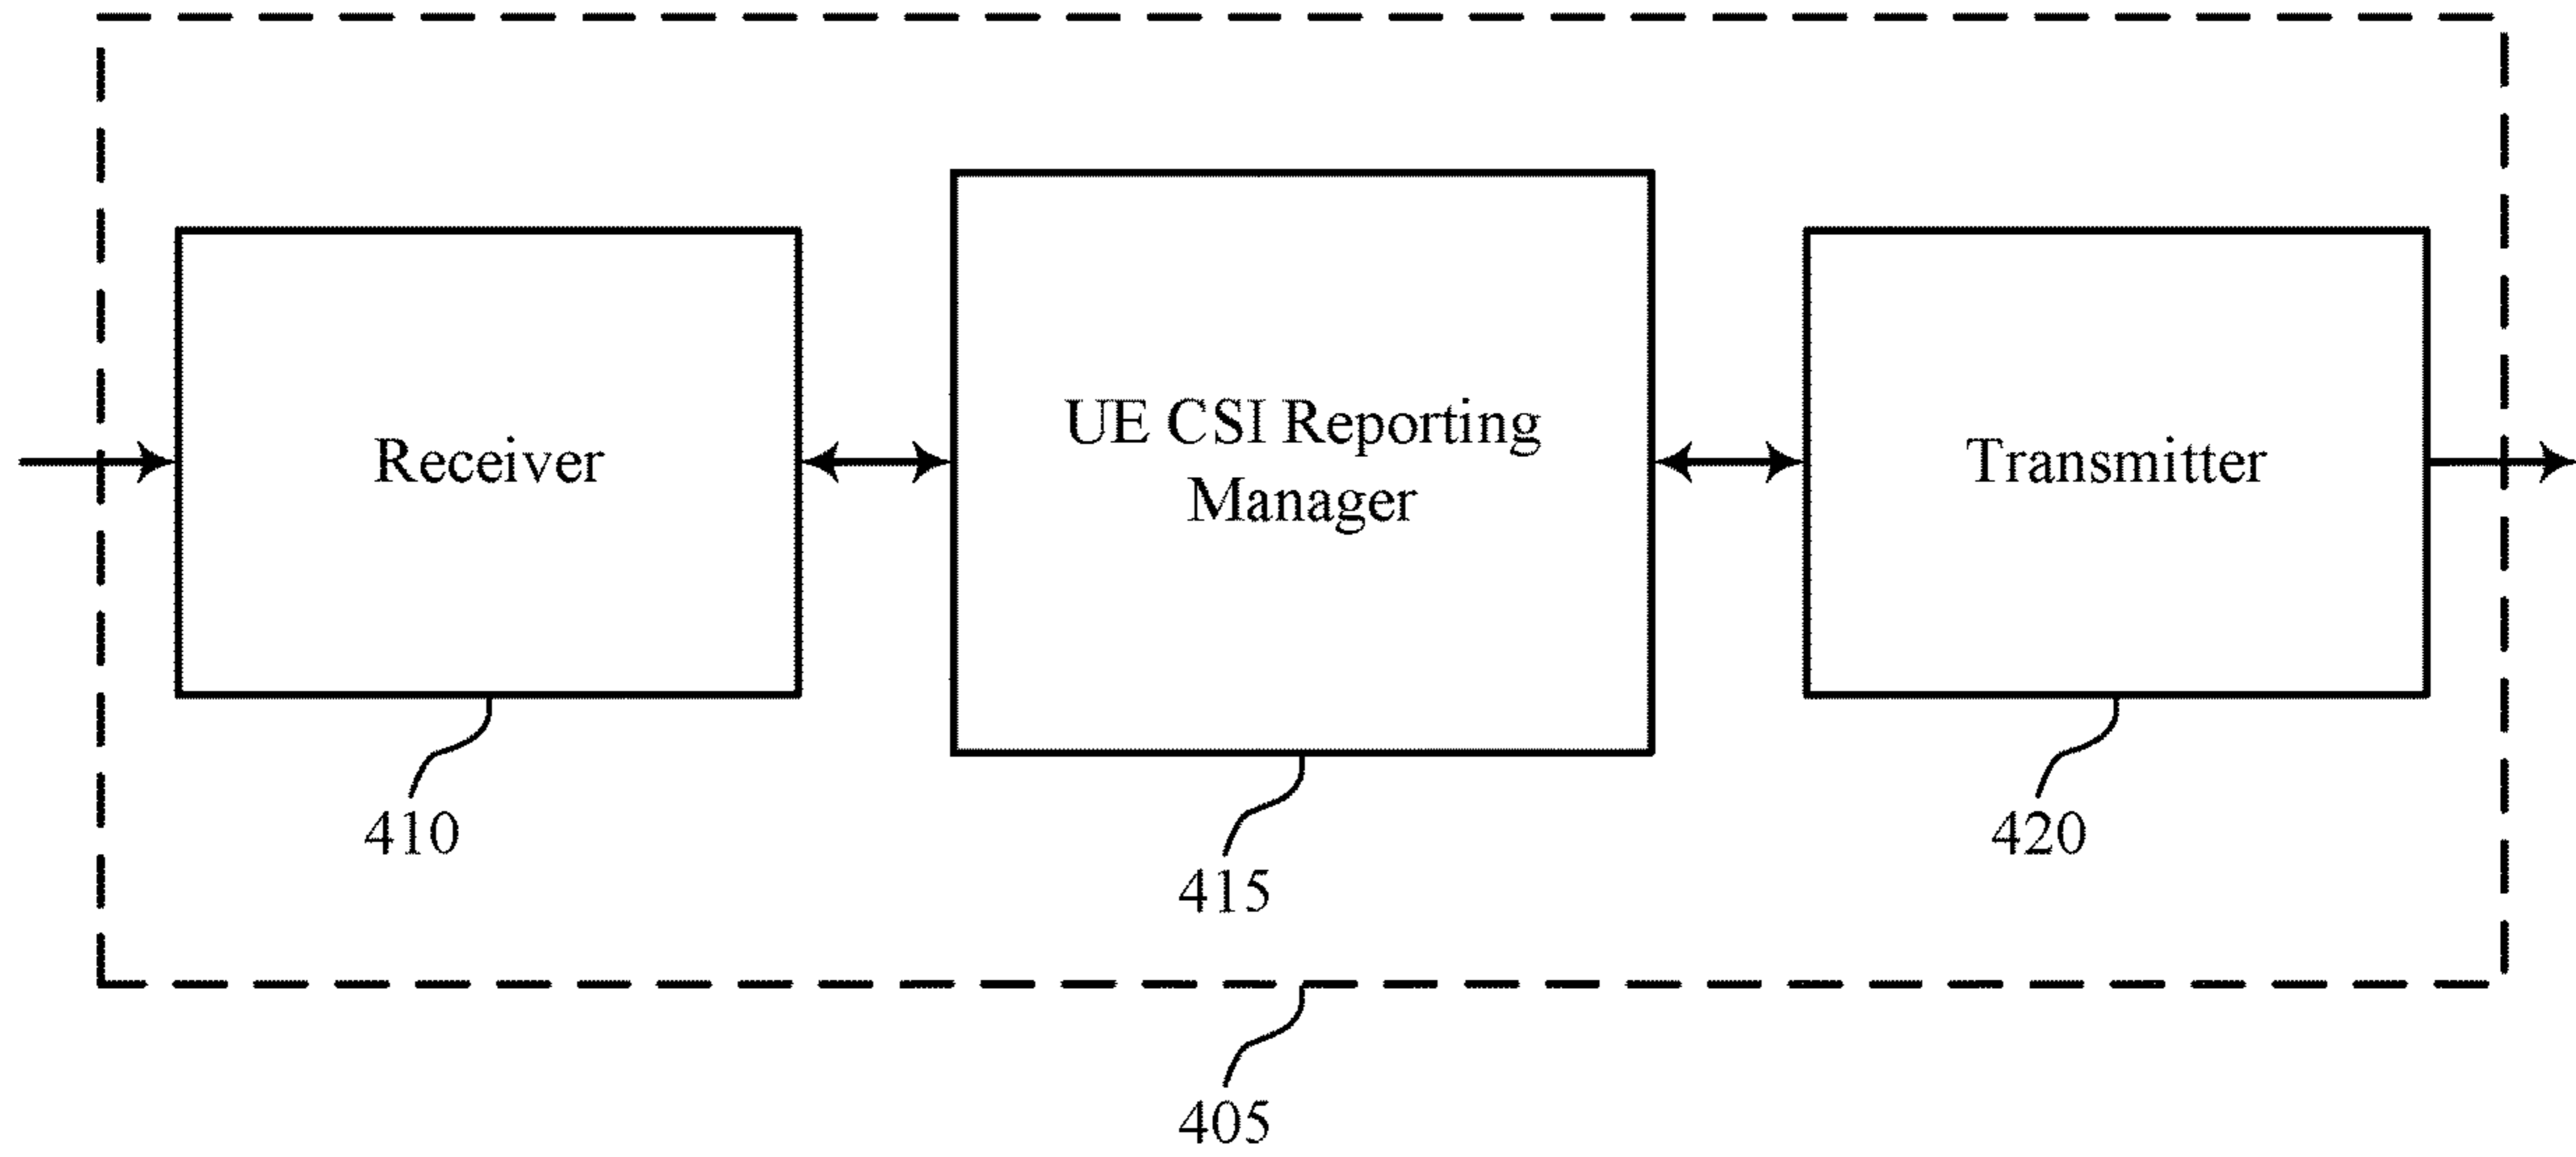 Receiver
UE CSI Reporting
Manager
Transmitter
410
415
420
405